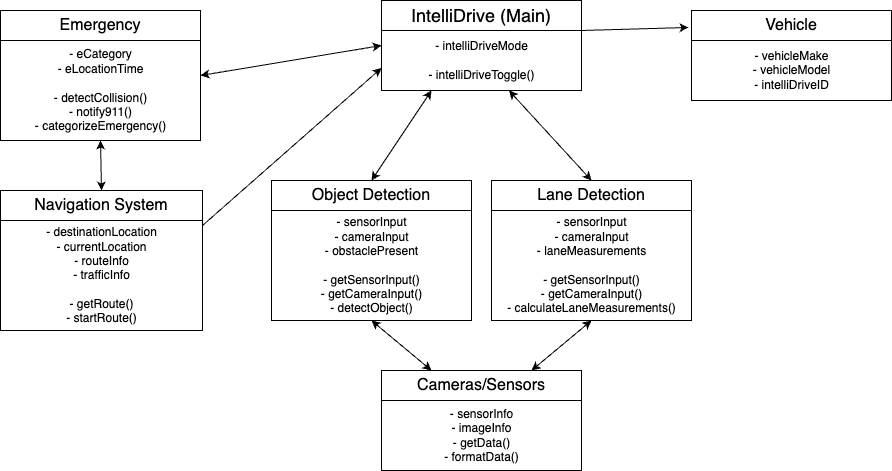 Emergency
- eCategory
- eLocationTime
- detectCollision()
- notify911()
- categorizeEmergency()
IntelliDrive (Main)
- intelliDriveMode
- intelliDriveToggle()
Vehicle
- vehicleMake
- vehicleModel
- intelliDriveID
Navigation System
- destinationLocation
- currentLocation
- routeInfo
- trafficInfo
- getRoute()
- startRoute()
Object Detection
- sensorInput
- cameraInput
- obstaclePresent
- getSensorInput()
- getCameraInput()
- detectObject()
Lane Detection
- sensorInput
- cameraInput
- laneMeasurements
- getSensorInput()
- getCameraInput()
- calculateLaneMeasurements()
Cameras/Sensors
- sensorInfo
- imageInfo
- getData()
- formatData()